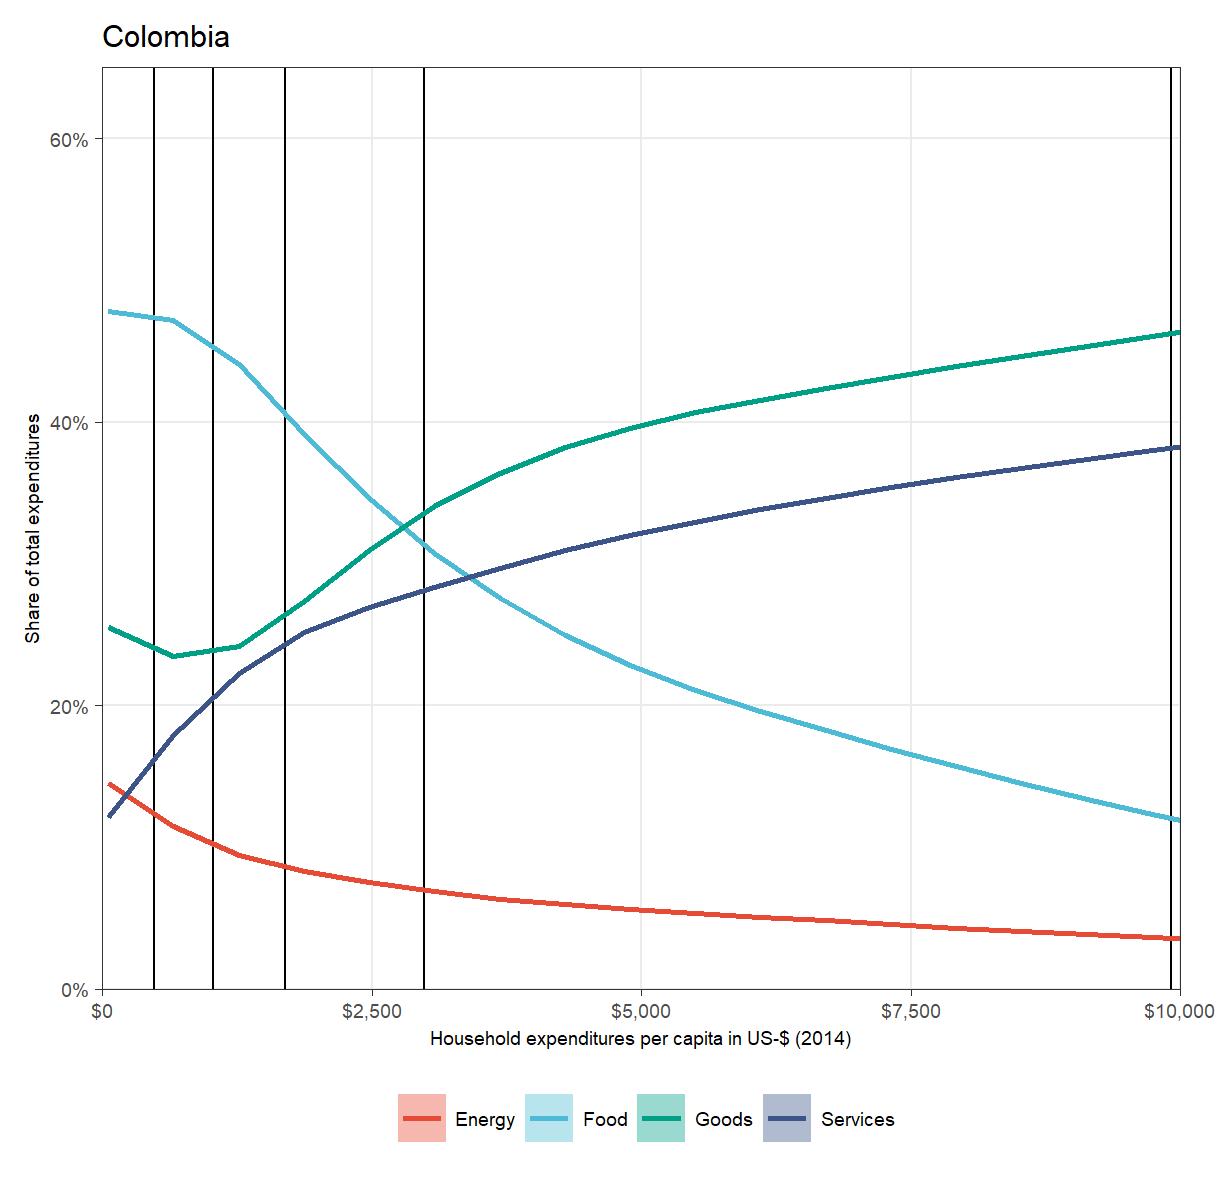 Colombia
60%
40%
20%
0%
Share of total expenditures
$0 $2,500 $5,000 $7,500 $10,000
Household expenditures per capita in US-$ (2014)
Energy Food Goods Services